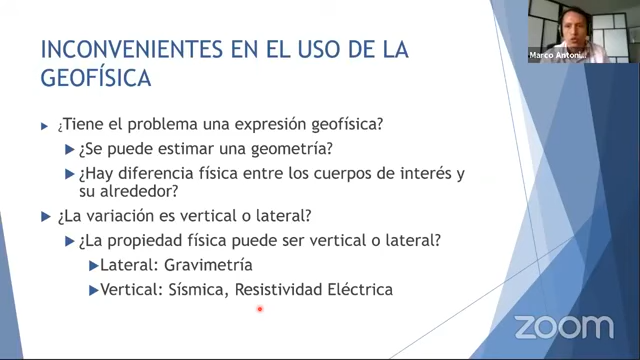 INCONVENIENTES EN EL USO DE LA
GEOFÍSICA
¿Tiene el problema una expresión geofísica?
¿Se puede estimar una geometría?
¿Hay diferencia física entre los cuerpos de interés y
su alrededor?
¿La variación es vertical o lateral?
¿La propiedad física puede ser vertical o lateral?
Lateral: Gravimetría
Vertical: Sísmica, Resistividad Eléctrica
Marco Antoni
zoom